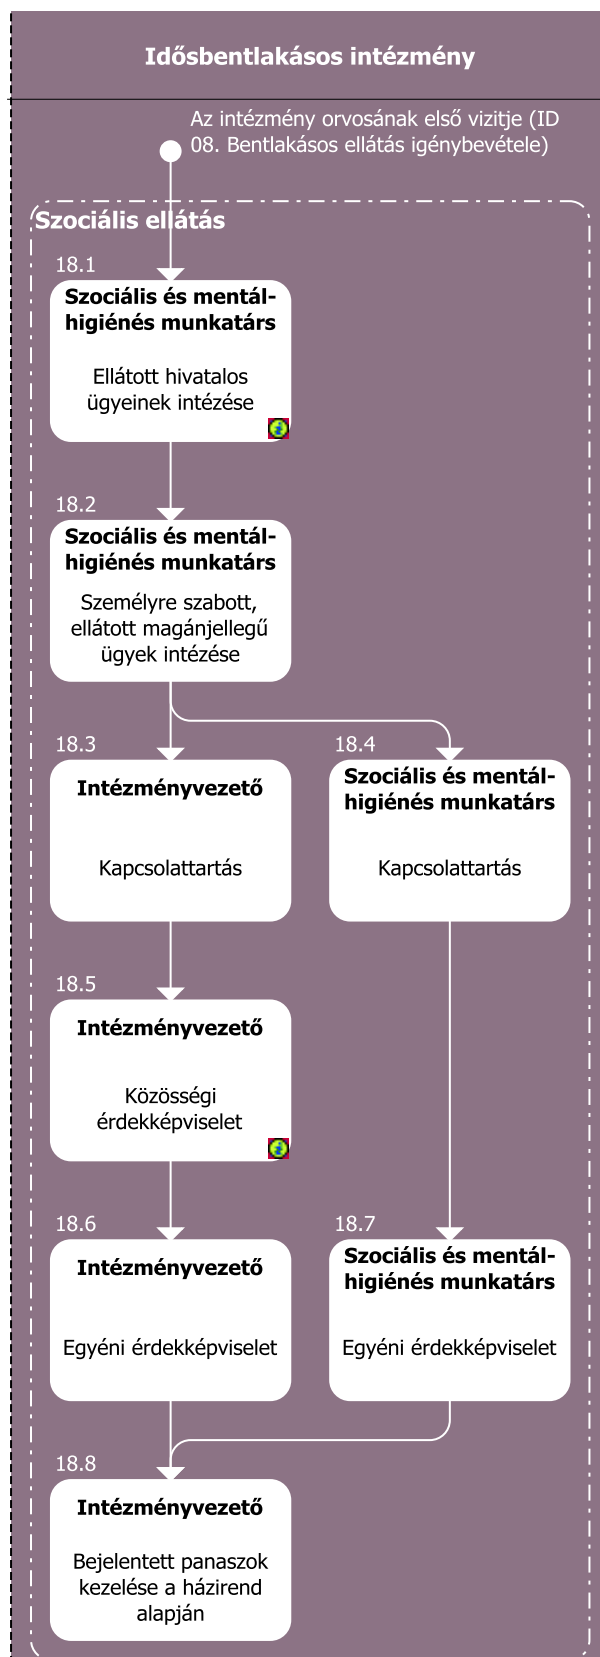 Idősbentlakásos intézmény
Az intézmény orvosának első vizitje (ID
08. Bentlakásos ellátás igénybevétele)
Szociális ellátás
18.1
Szociális és mentál-
higiénés munkatárs
Ellátott hivatalos
ügyeinek intézése
18.2
Szociális és mentál-
higiénés munkatárs
Személyre szabott,
ellátott magánjellegű
ügyek intézése
18.3
Intézményvezető
Kapcsolattartás
18.4
Szociális és mentál-
higiénés munkatárs
Kapcsolattartás
18.5
Intézményvezető
Közösségi
érdekképviselet
18.6
Intézményvezető
Egyéni érdekképviselet
18.7
Szociális és mentál-
higiénés munkatárs
Egyéni érdekképviselet
18.8
Intézményvezető
Bejelentett panaszok
kezelése a házirend
alapján